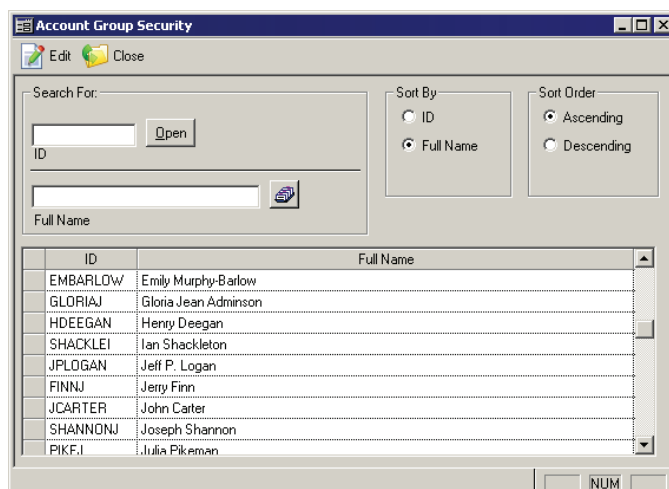 Account Group Security
Edit Close
Search For:
Open
ID
Full Name
Sort By
ID
Full Name
Sort Order
Ascending
Descending
ID Full Name
EMBARLOW Emily Murphy-Barlow
GLORIAJ Gloria Jean Adminson
HDEEGAN Henry Deegan
SHACKLEI Ian Shackleton
JPLOGAN Jeff P. Logan
FINNJ Jerry Finn
JCARTER John Carter
SHANNONJ Joseph Shannon
PIKEJ Julia Pikeman
NUM